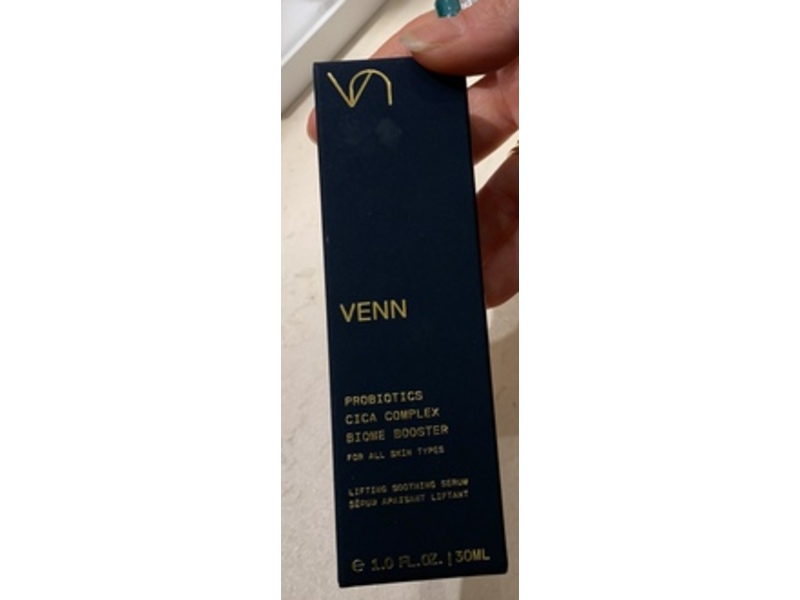 VENN
PROBIOTICS
CICA COMPLEX
BIOME BOOSTER
FOR ALL SKIN TYPES
LIFTING SOOTHING SERUM
SÉRUM APAISANT LIFTANT
℮ 1.0 FL.OZ. | 30ML